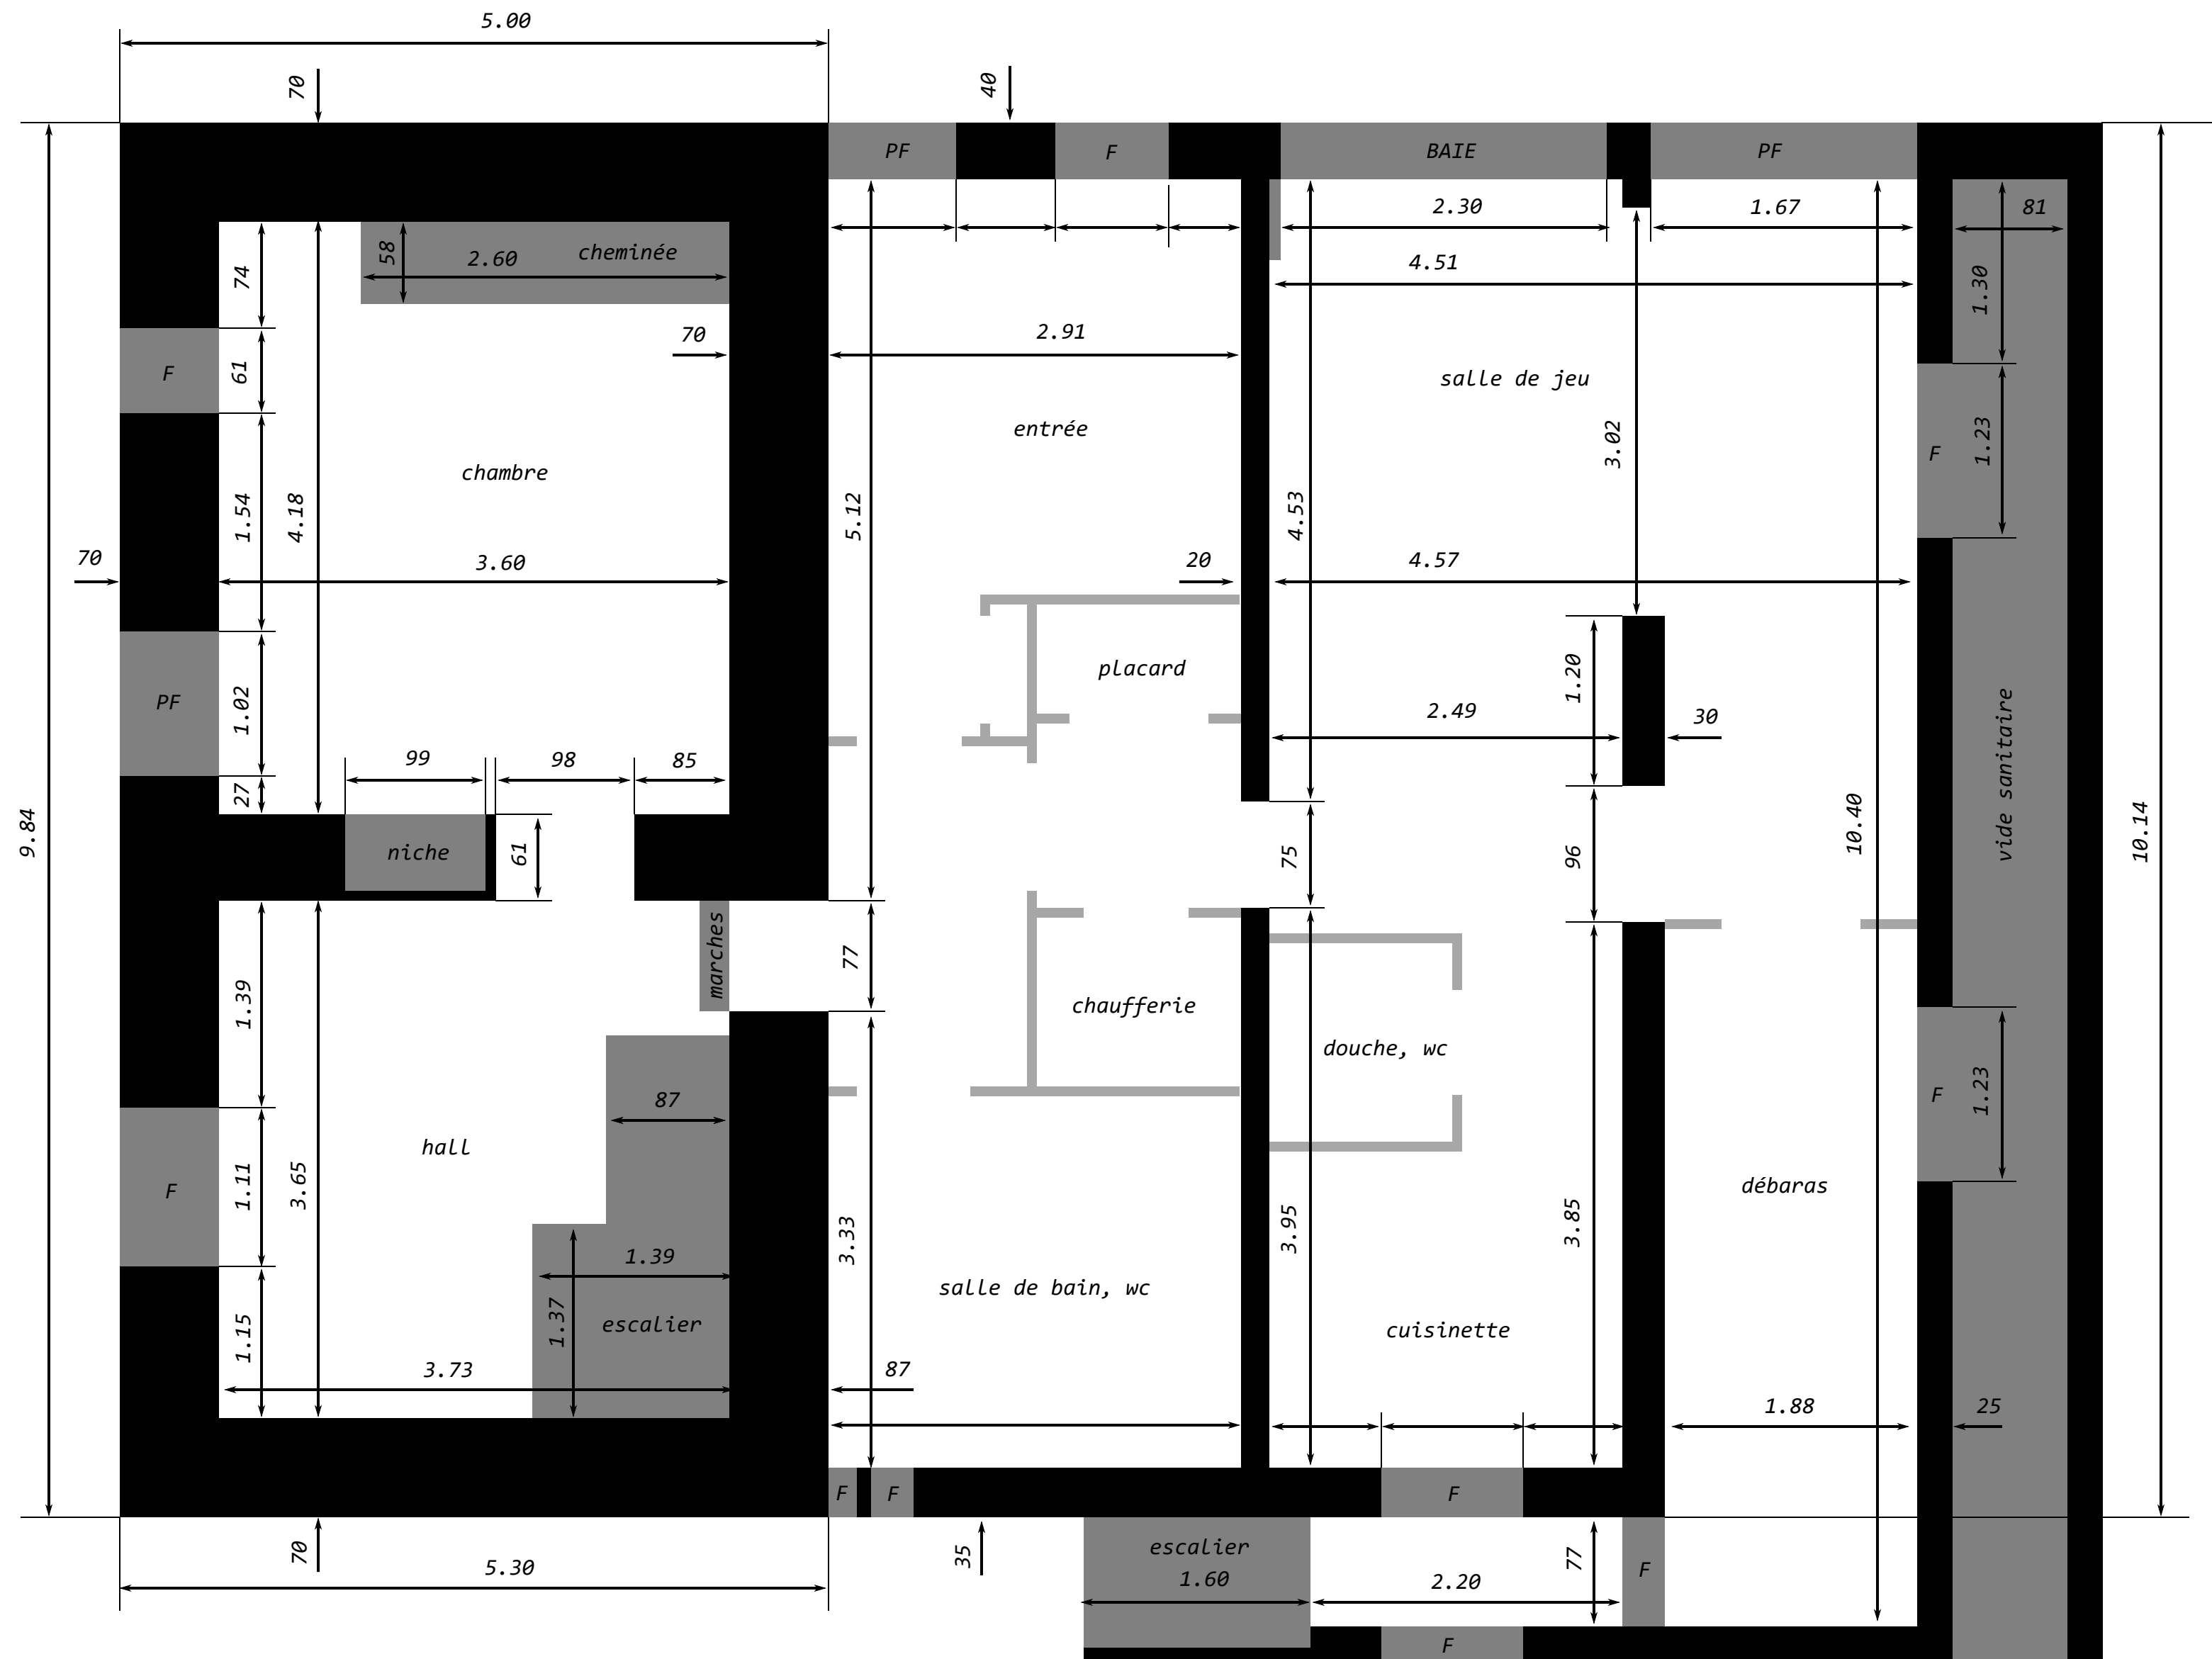 5.00
70
40
PF
F
BAIE
PF
58
2.60
cheminée
74
70
2.30
1.67
81
4.51
1.30
2.91
F
61
entrée
salle de jeu
3.02
F
1.23
chambre
1.54
4.18
5.12
4.53
70
3.60
20
4.57
PF
1.02
placard
1.20
2.49
30
vide sanitaire
99
98
85
27
9.84
niche
61
75
96
10.40
10.14
marches
77
1.39
chaufferie
douche, wc
87
F
1.23
hall
F
1.11
3.65
débaras
3.33
3.95
3.85
1.39
1.37
escalier
salle de bain, wc
cuisinette
1.15
3.73
87
1.88
25
F
F
F
70
5.30
35
escalier
1.60
2.20
77
F
F